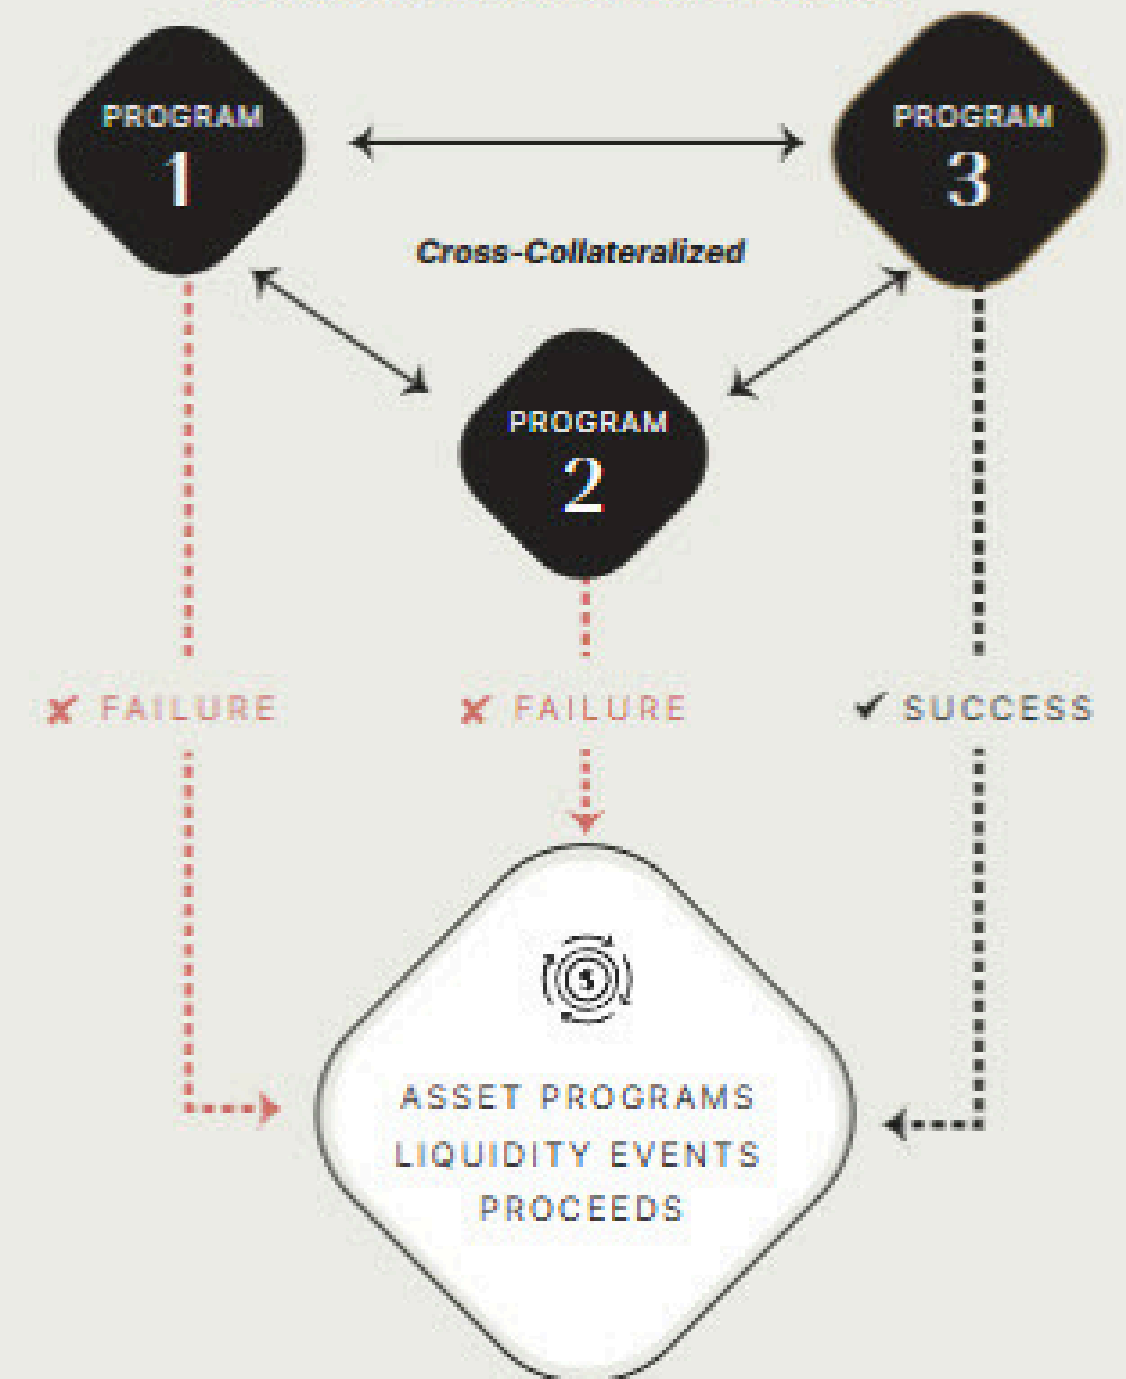 PROGRAM
1
PROGRAM
3
Cross-Collateralized
PROGRAM
2
✘ FAILURE
✘ FAILURE
✔ SUCCESS
$
ASSET PROGRAMS
LIQUIDITY EVENTS
PROCEEDS